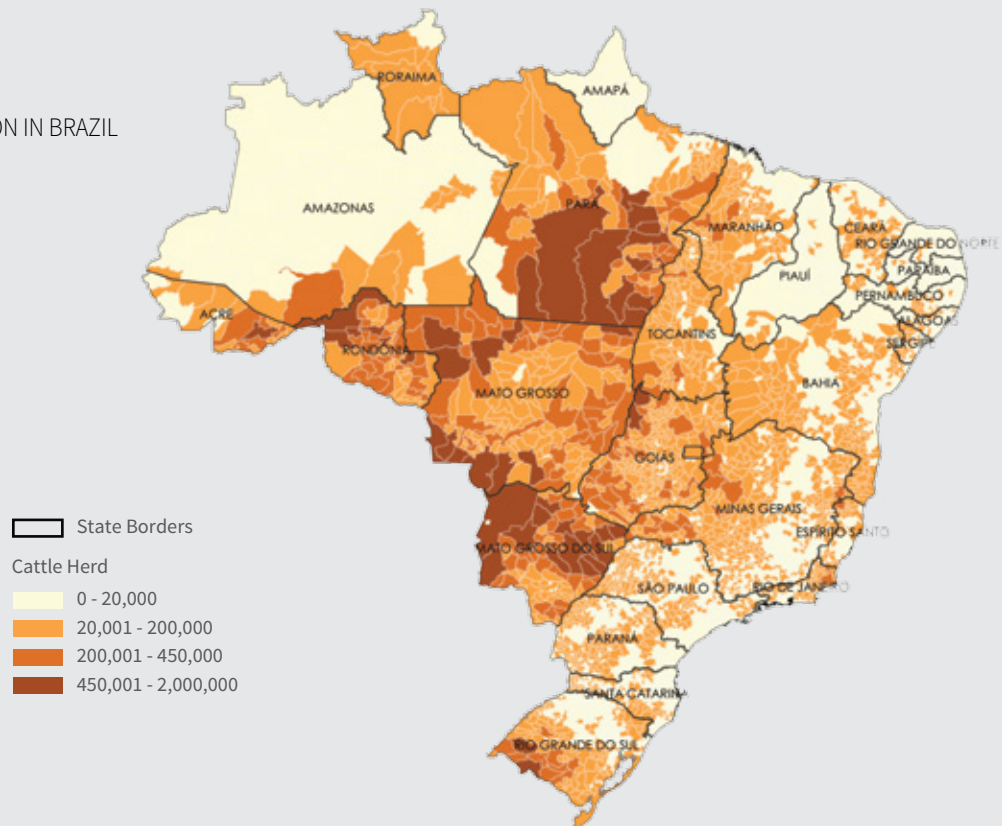 ON IN BRAZIL
RORAIMA
AMAPÁ
AMAZONAS
PARÁ
MARANHÃO
CEARÁ
RIO GRANDE DO NORTE
PARAÍBA
PIAUÍ
PERNAMBUCO
ACRE
ALAGOAS
TOCANTINS
SERGIPE
RONDÔNIA
BAHIA
MATO GROSSO
GOIÁS
MINAS GERAIS
ESPÍRITO SANTO
State Borders
MATO GROSSO DO SUL
Cattle Herd
SÃO PAULO
RIO DE JANEIRO
0 - 20,000
20,001 - 200,000
PARANÁ
200,001 - 450,000
450,001 - 2,000,000
SANTA CATARINA
RIO GRANDE DO SUL